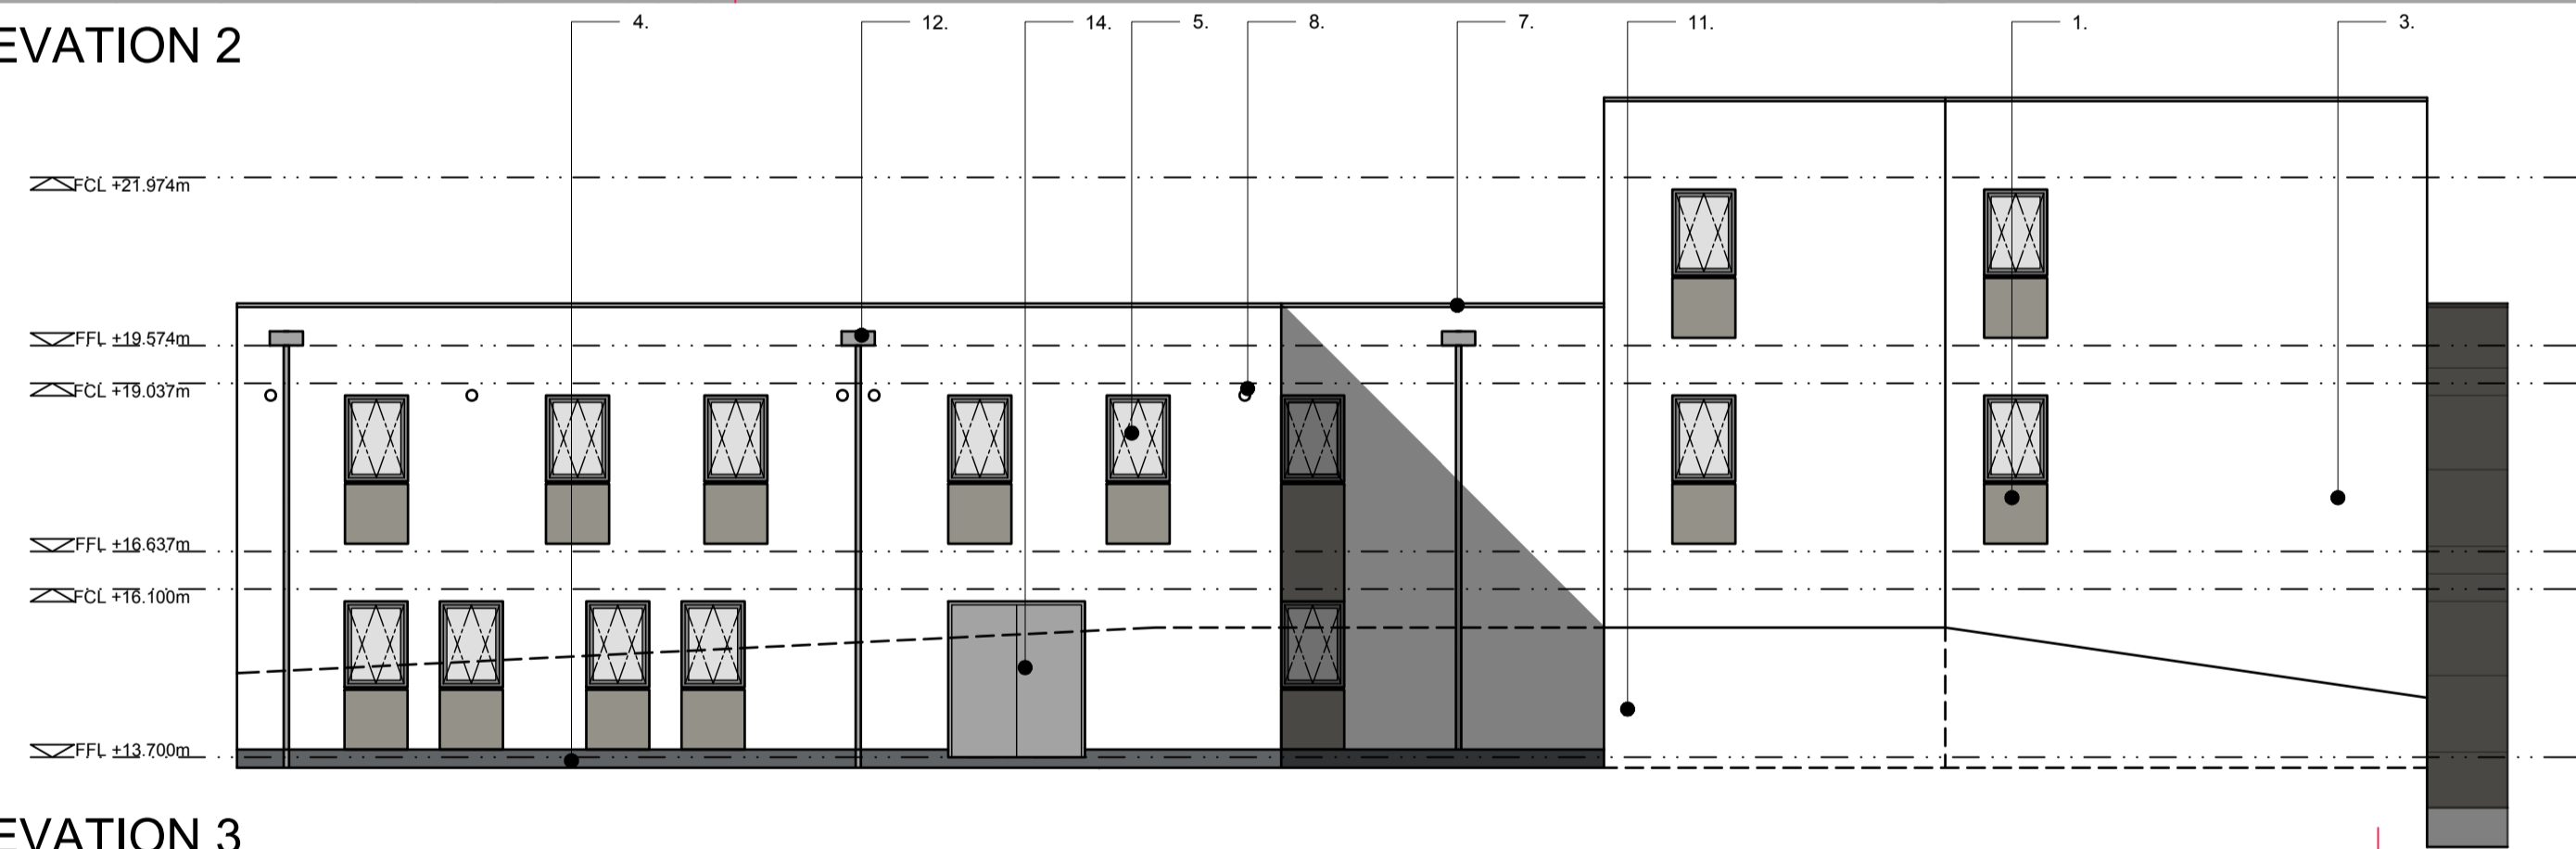 4. 12. 14. 5. 8. 7. 11. 1. 3.
EVATION 2
FCL +21.974m
FFL +19.574m
FCL +19.037m
FFL +16.637m
FCL +16.100m
FFL +13.700m
EVATION 3